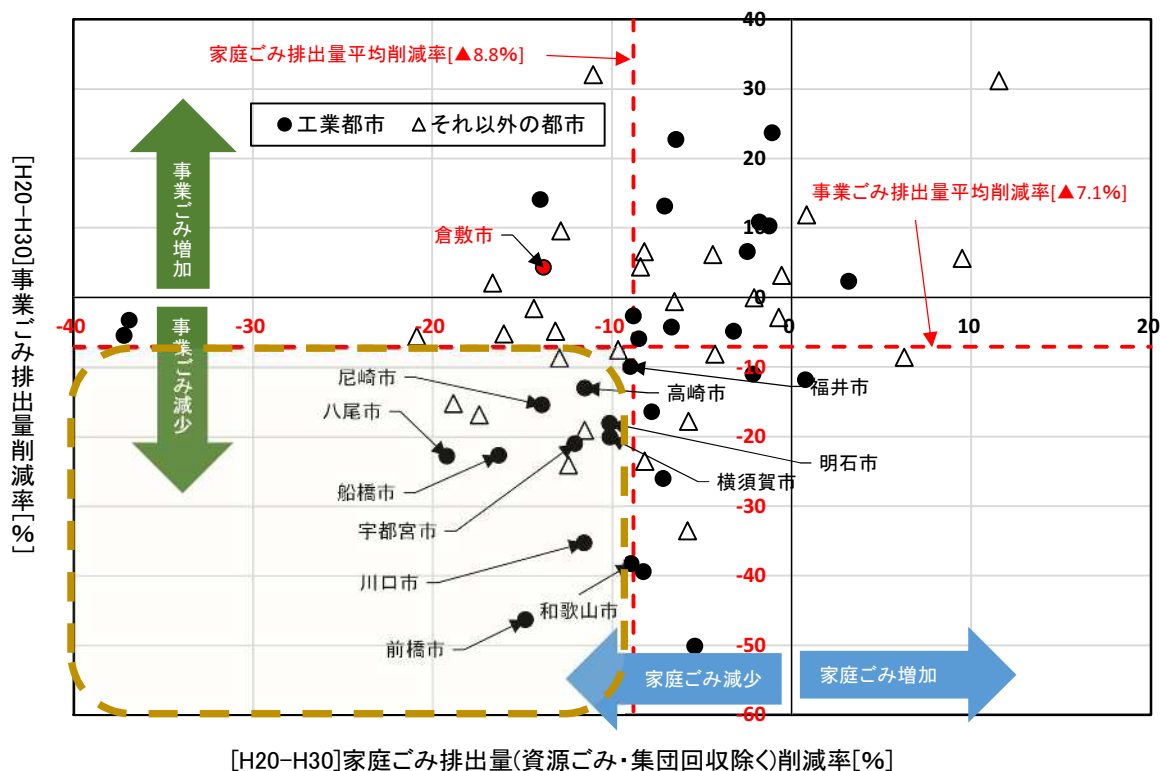 40
家庭ごみ排出量平均削減率[▲8.8%]
30
●工業都市 △それ以外の都市
20
事業ごみ増加
事業ごみ排出量平均削減率[▲7.1%]
10
倉敷市
[H20-H30]事業ごみ排出量削減率[%]
0
-40
-30
-20
-10
0
10
20
事業ごみ減少
-10
尼崎市
高崎市
福井市
八尾市
-20
明石市
船橋市
横須賀市
宇都宮市
-30
川口市
-40
和歌山市
前橋市
-50
家庭ごみ減少
家庭ごみ増加
-60
[H20-H30]家庭ごみ排出量(資源ごみ・集団回収除く)削減率[%]